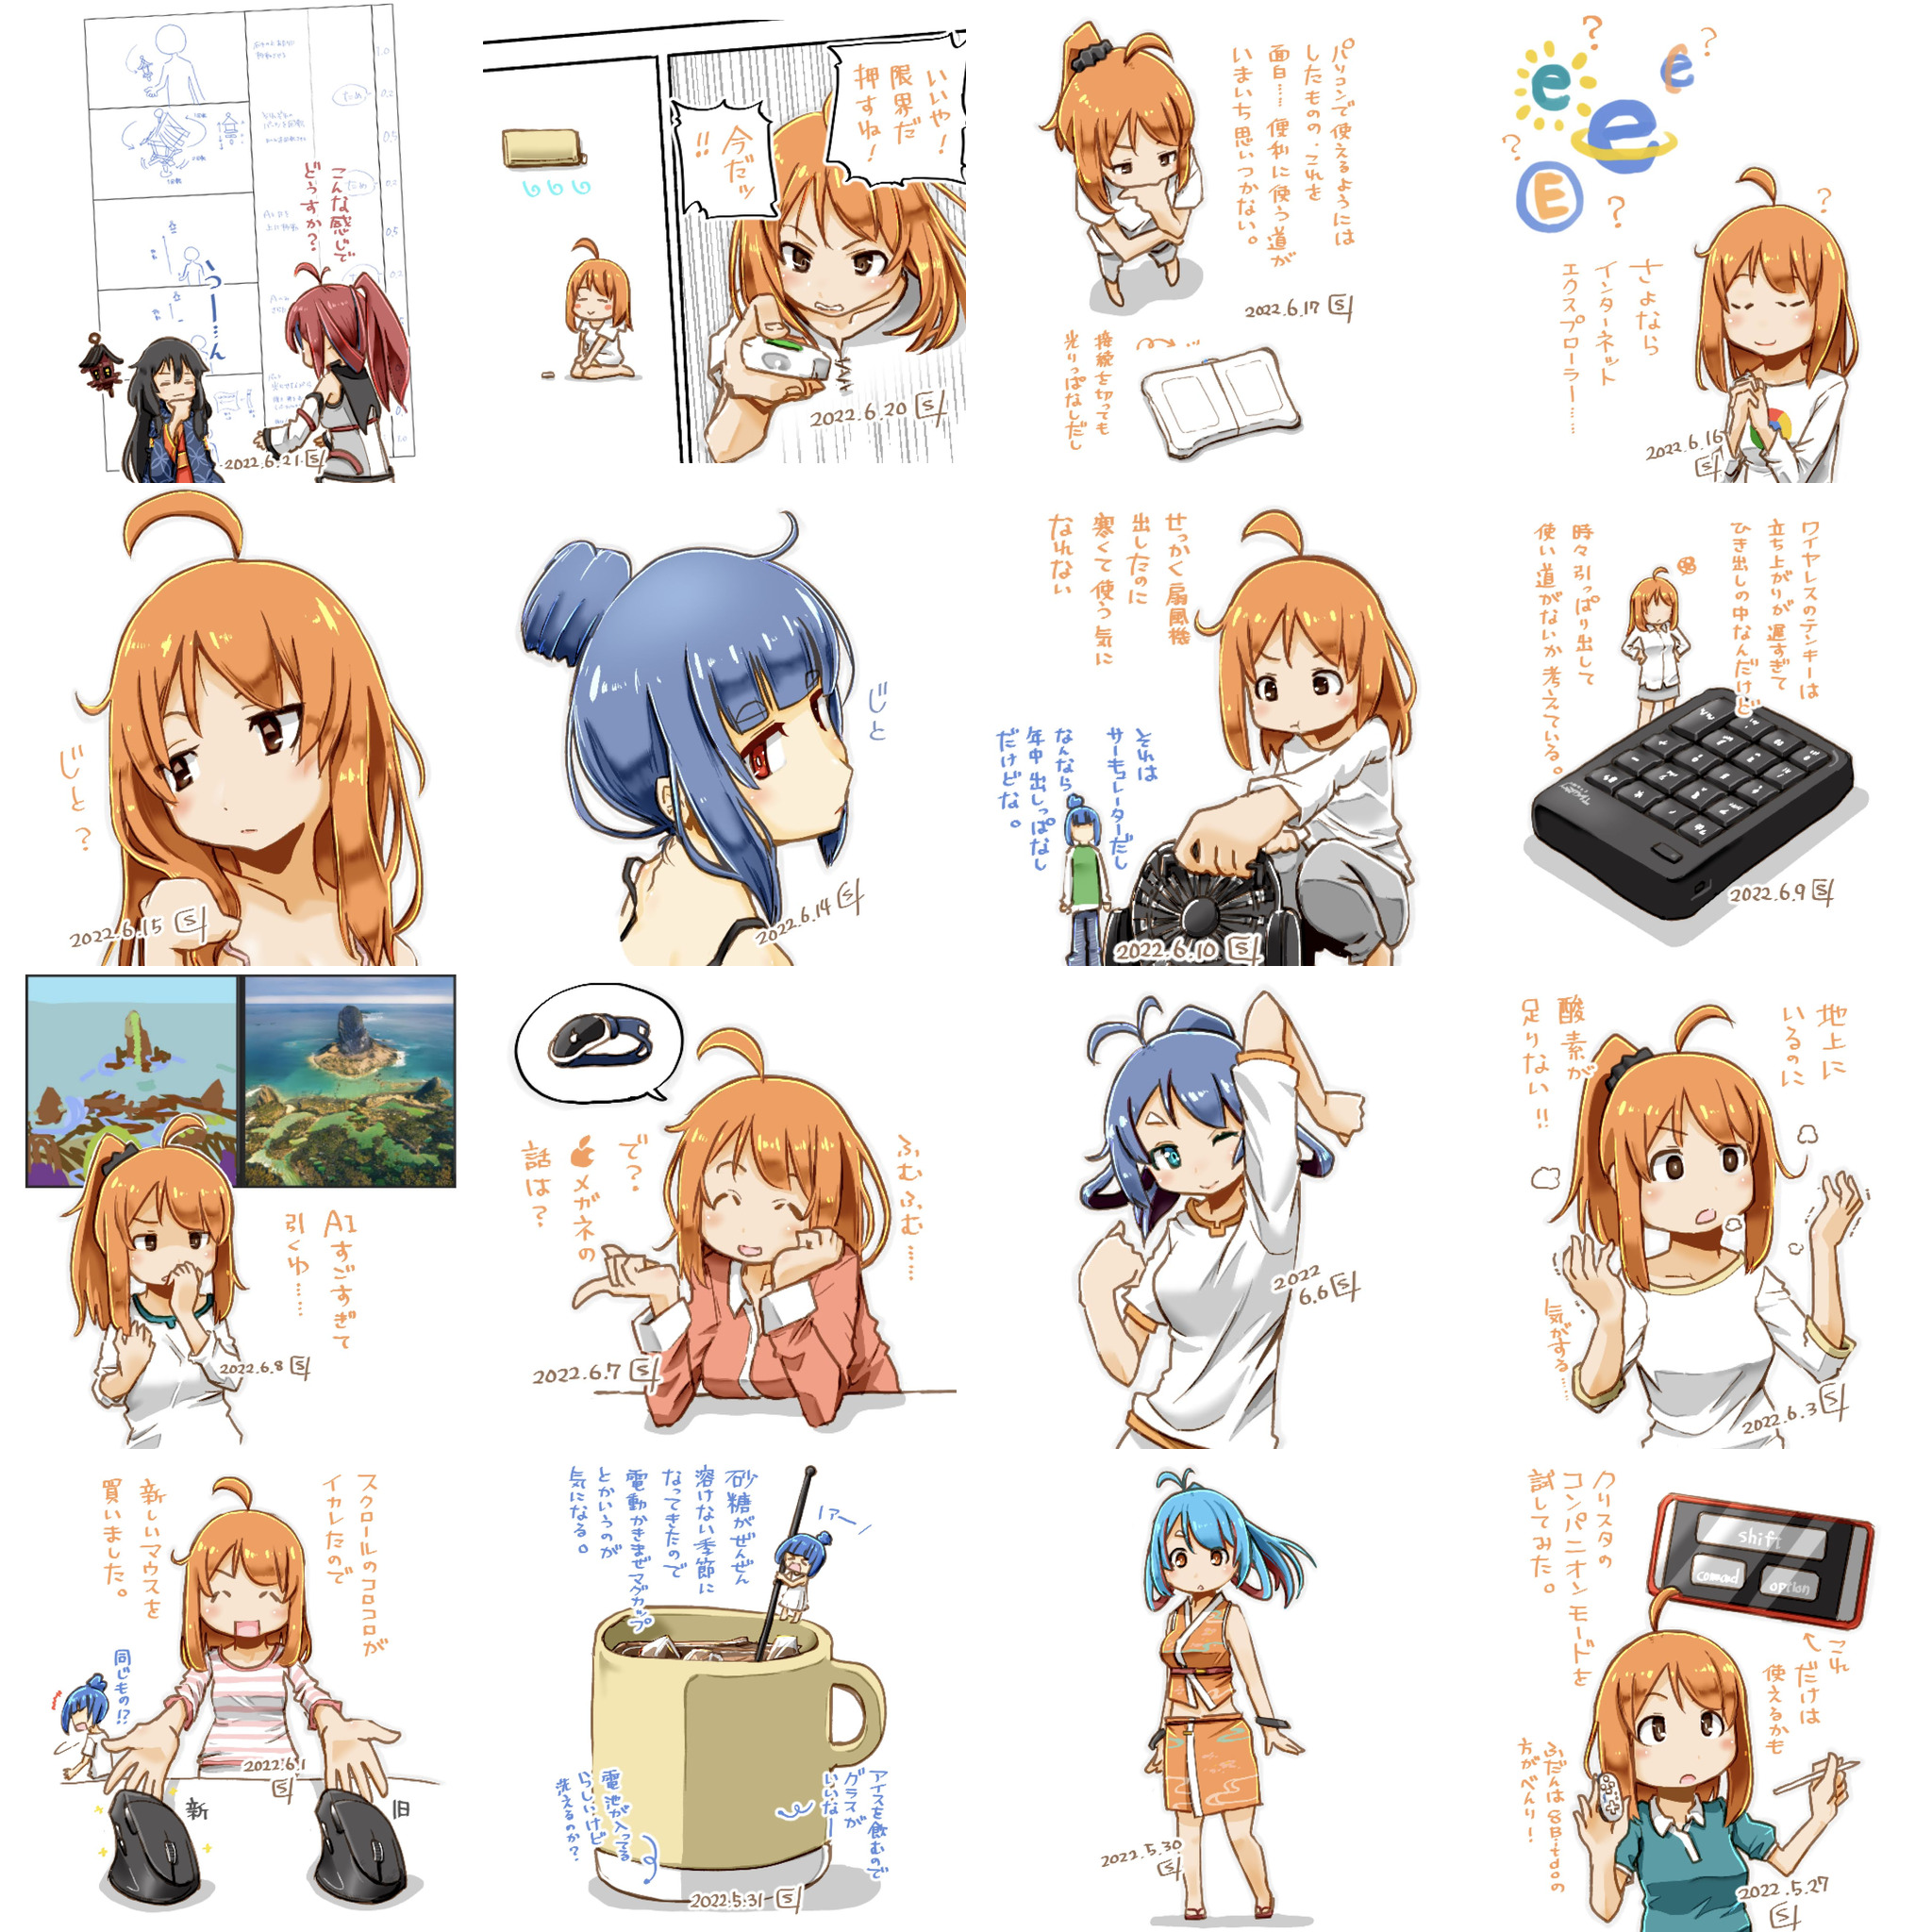 こんな感じで
どうすか?
うーーーん
1.0
0.2
0.5
0.2
0.5
0.2
1.0
2022.6.21
いいや!
限界だ
押すね!
今だッ
!!
2022.6.20
パソコンで使えるようには
したものの、これを
面白……便利に使う道が
いまいち思いつかない。
2022.6.17
接続を切っても
光りっぱなしだし
? ? ? ? ?
e
e
e
E
さよなら
インターネット
エクスプローラー……
2022.6.16
じと?
2022.6.15
じと
2022.6.14
せっかく扇風機
出したのに
寒くて使う気に
なれない
それは
サーキュレーターだし
なんなら
年中出しっぱなし
だけどな。
2022.6.10
ワイヤレスのテンキーは
立ち上がりが遅すぎて
ひき出しの中なんだけど
時々引っぱり出して
使い道がないか考えている。
2022.6.9
AIすごすぎて
引くわ……
2022.6.8
ふむふむ……
で?
メガネの
話は?
2022.6.7
2022
6.6
地上に
いるのに
酸素が
足りない!!
気がする……
2022.6.3
スクロールのコロコロが
イカレたので
新しいマウスを
買いました。
同じもの!?
2022.6.1
新
旧
砂糖がぜんぜん
溶けない季節に
なってきたので
電動かきまぜマグカップ
とかいうのが
気になる。
アイスを飲むので
グラスが
いいなー
電池が入ってる
らしいけど
洗えるのか?
2022.5.31
2022.5.30
クリスタの
コンパニオンモードを
試してみた。
shift
command
option
これ
だけは
使えるかも
ふだんは8Bitdoの
方がべんり!
2022.5.27